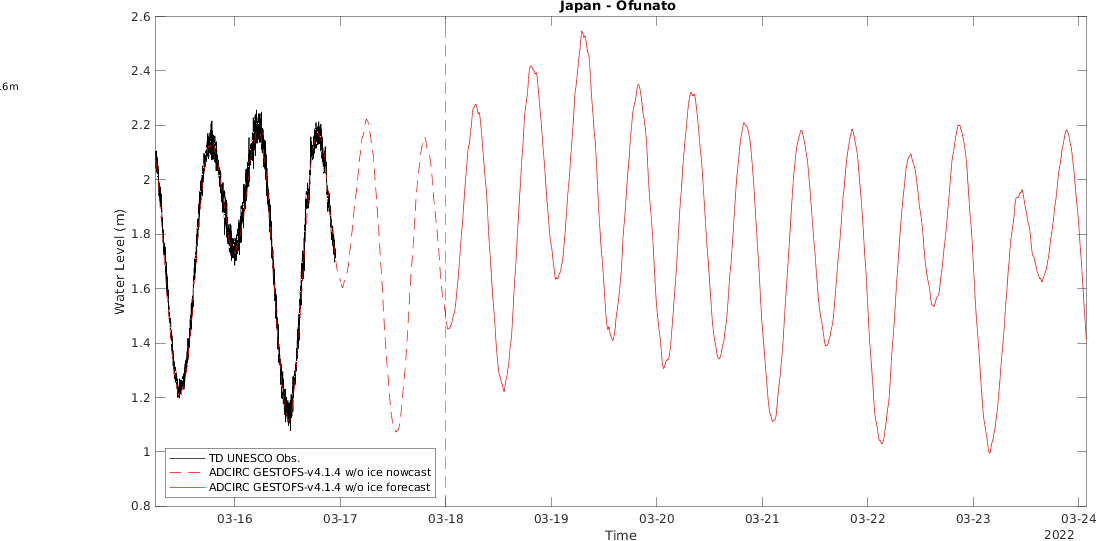 Japan - Ofunato
2.6
2.4
2.2
2
1.8
1.6
1.4
1.2
1
0.8
Water Level (m)
TD UNESCO Obs.
ADCIRC GESTOFS-v4.1.4 w/o ice nowcast
ADCIRC GESTOFS-v4.1.4 w/o ice forecast
03-16
03-17
03-18
03-19
03-20
03-21
03-22
03-23
03-24
Time
2022
.6m